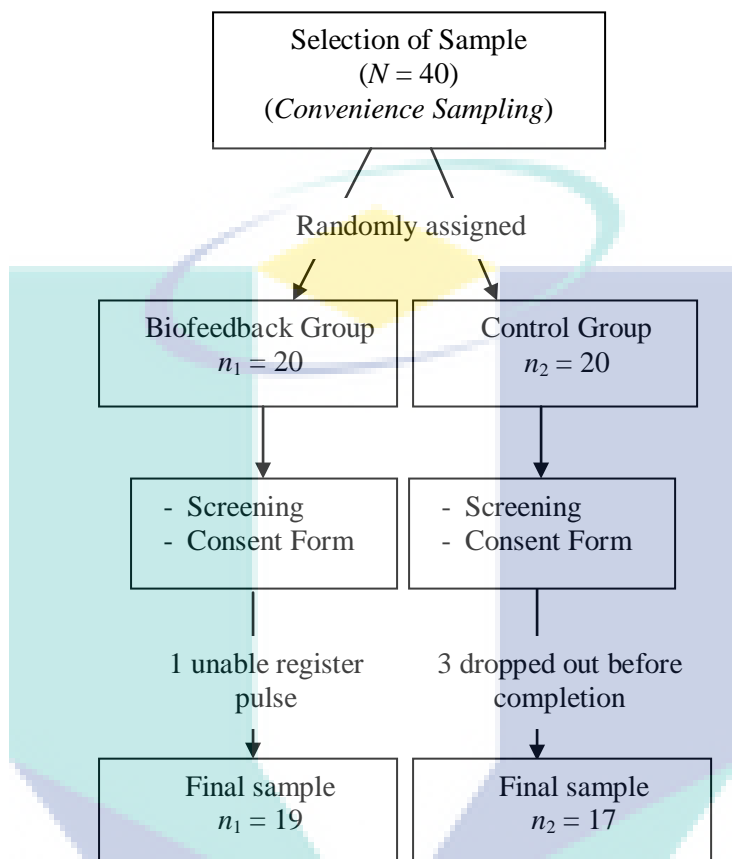 Selection of Sample
(N = 40)
(Convenience Sampling)
Randomly assigned
Biofeedback Group
n₁ = 20
Control Group
n₂ = 20
- Screening
- Consent Form
- Screening
- Consent Form
1 unable register
pulse
3 dropped out before
completion
Final sample
n₁ = 19
Final sample
n₂ = 17